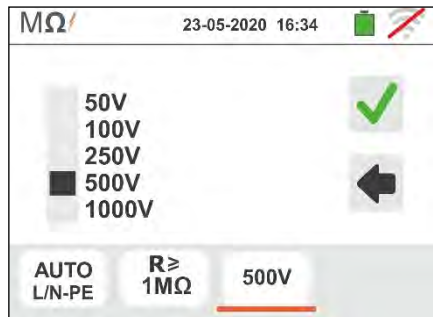 MΩ 23-05-2020 16:34
50V
100V
250V
500V
1000V
AUTO
L/N-PE
R≥
1MΩ
500V